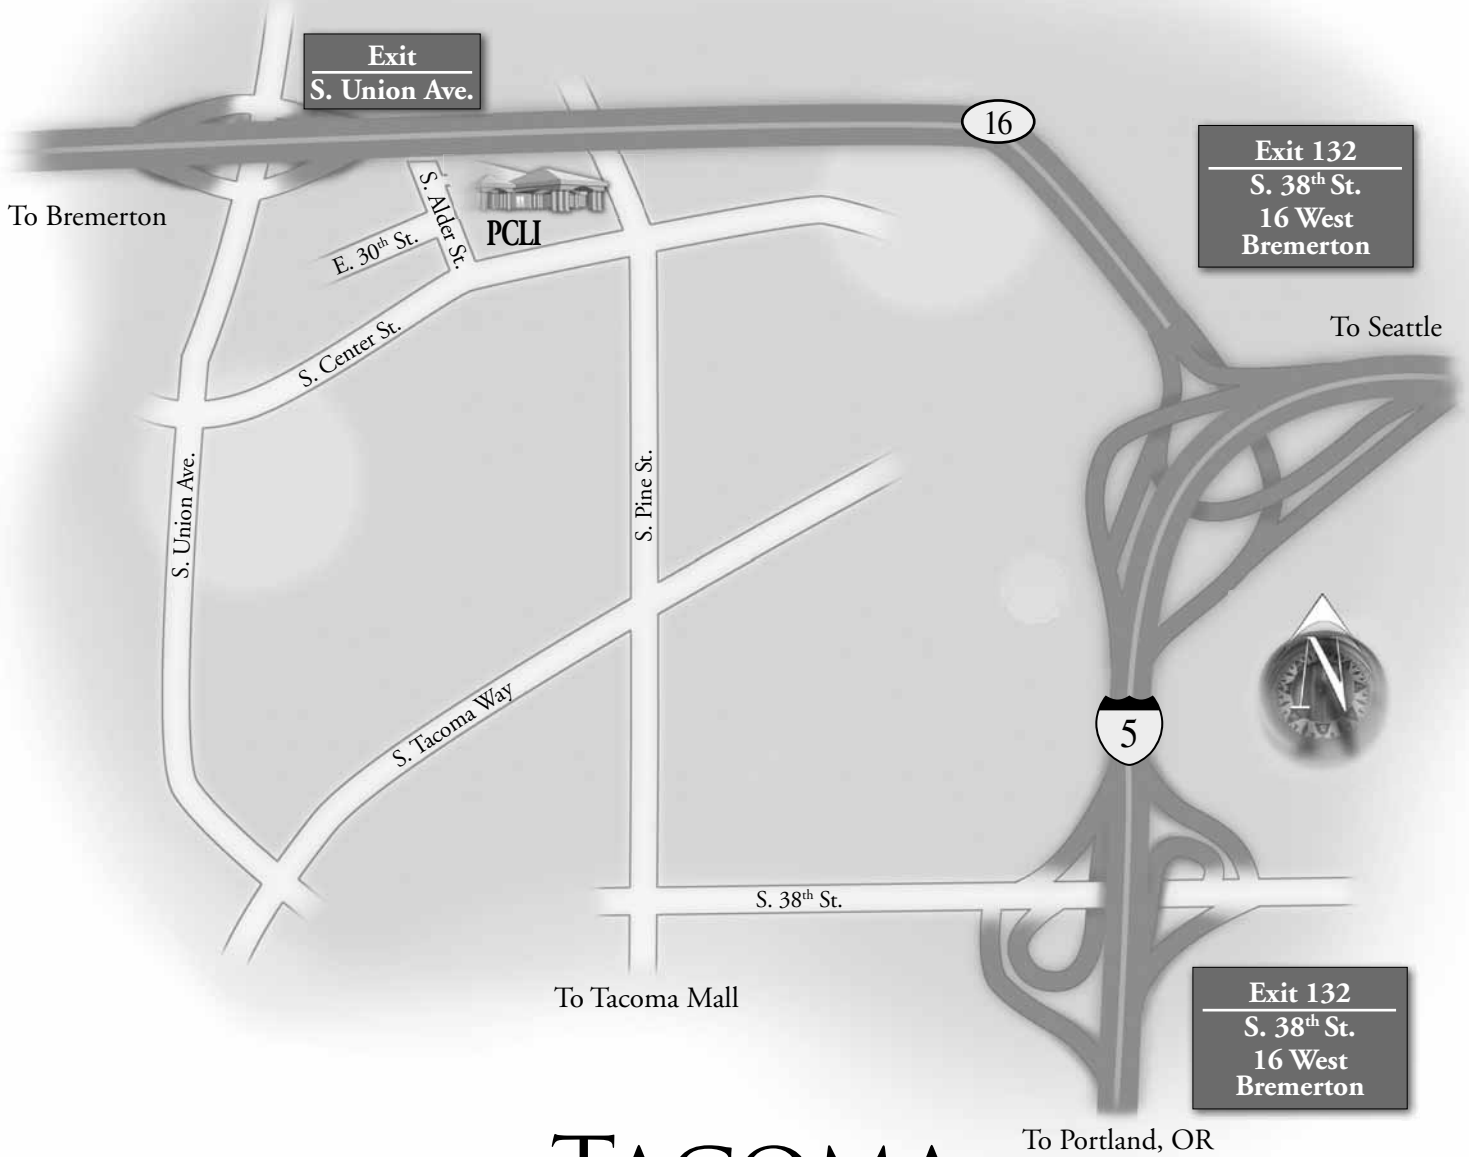 Exit
S. Union Ave.
16
Exit 132
S. 38th St.
16 West
Bremerton
To Bremerton
S. Alder St.
PCLI
E. 30th St.
To Seattle
S. Center St.
S. Union Ave.
S. Pine St.
N
S. Tacoma Way
5
S. 38th St.
To Tacoma Mall
Exit 132
S. 38th St.
16 West
Bremerton
To Portland, OR
TACOMA